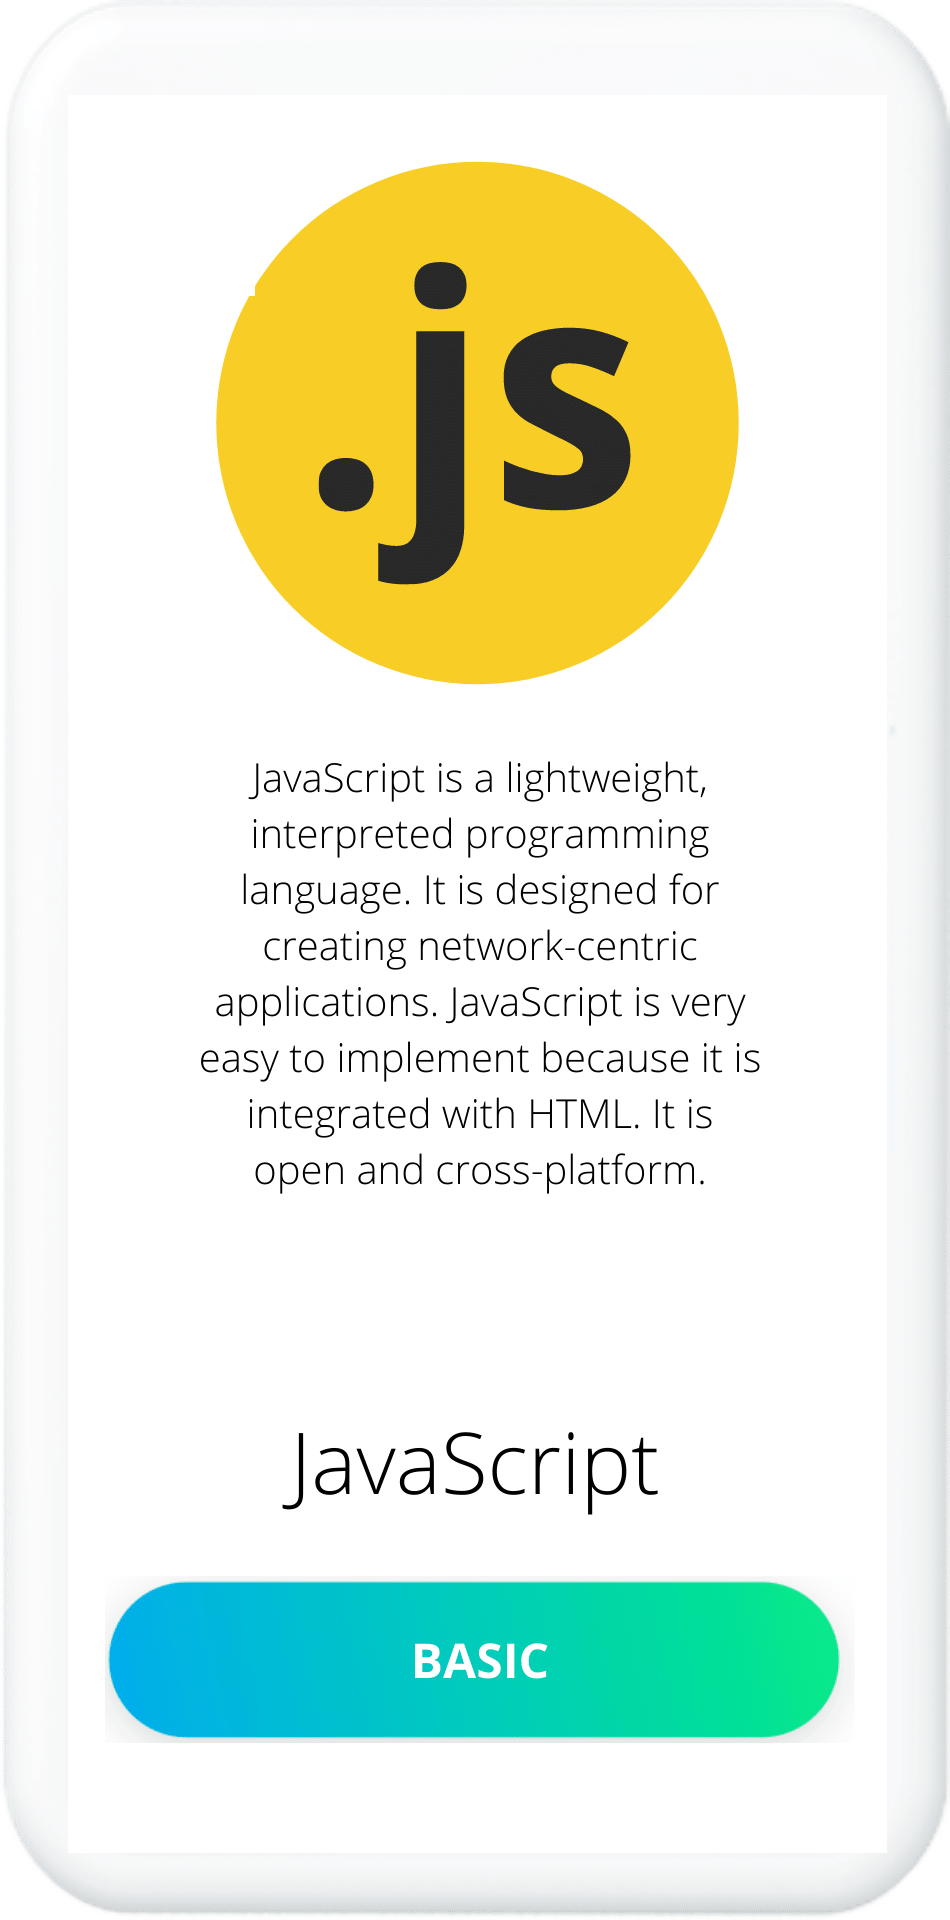 .js
JavaScript is a lightweight,
interpreted programming
language. It is designed for
creating network-centric
applications. JavaScript is very
easy to implement because it is
integrated with HTML. It is
open and cross-platform.
JavaScript
BASIC